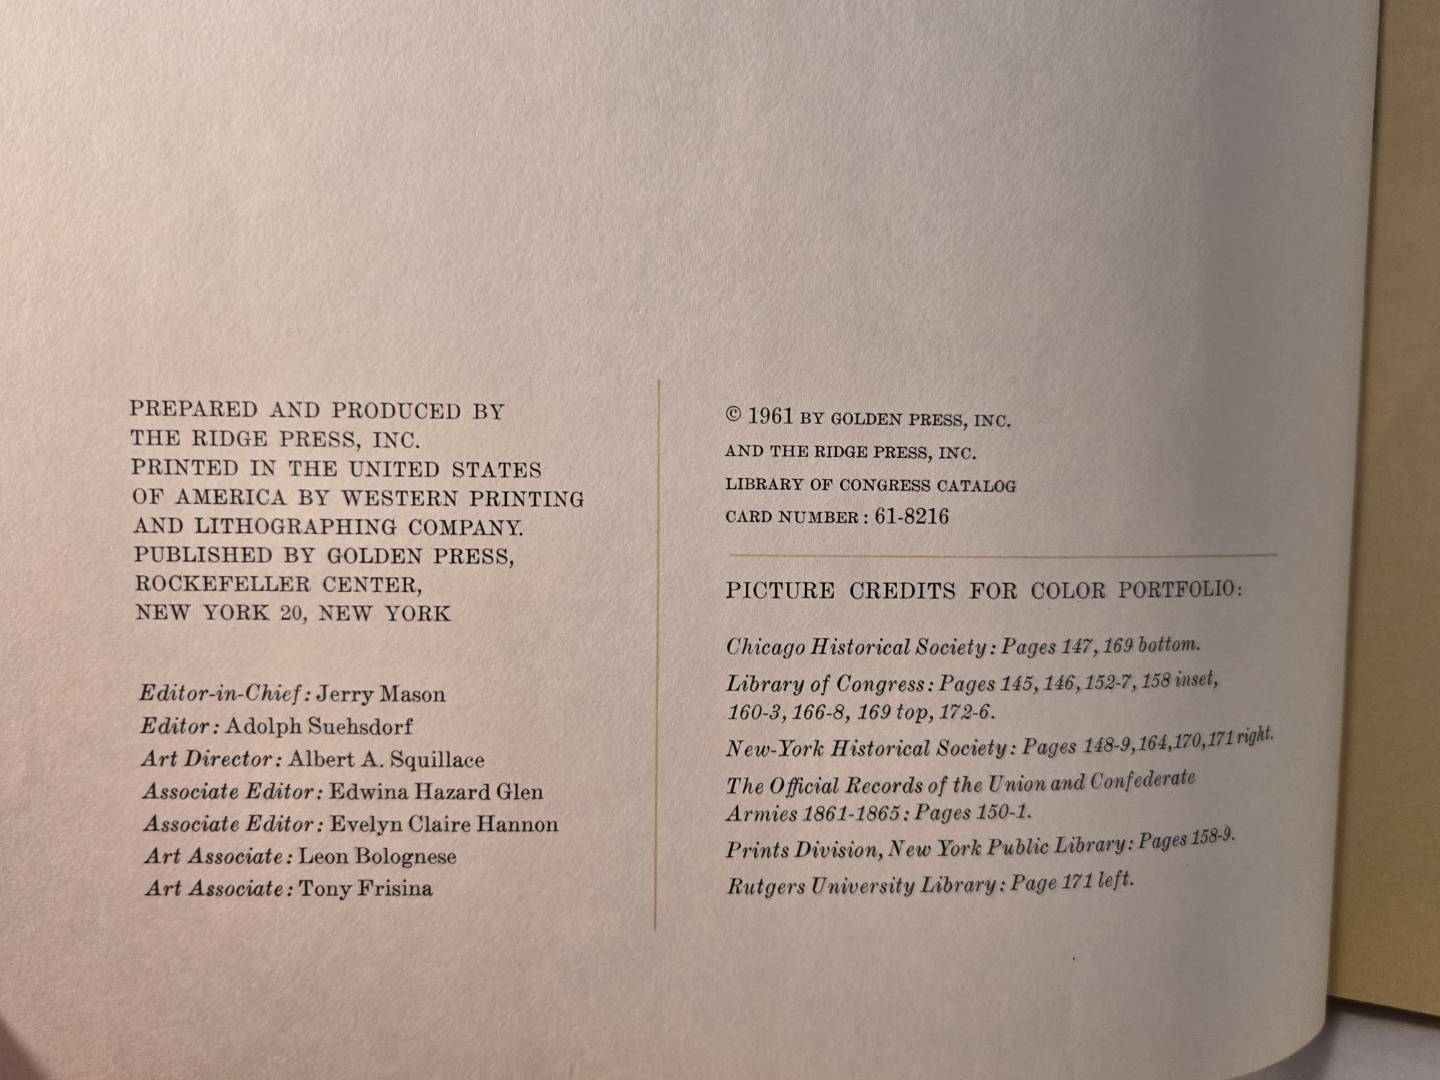 PREPARED AND PRODUCED BY
THE RIDGE PRESS, INC.
PRINTED IN THE UNITED STATES
OF AMERICA BY WESTERN PRINTING
AND LITHOGRAPHING COMPANY.
PUBLISHED BY GOLDEN PRESS,
ROCKEFELLER CENTER,
NEW YORK 20, NEW YORK
Editor-in-Chief: Jerry Mason
Editor: Adolph Suehsdorf
Art Director: Albert A. Squillace
Associate Editor: Edwina Hazard Glen
Associate Editor: Evelyn Claire Hannon
Art Associate: Leon Bolognese
Art Associate: Tony Frisina
© 1961 BY GOLDEN PRESS, INC.
AND THE RIDGE PRESS, INC.
LIBRARY OF CONGRESS CATALOG
CARD NUMBER: 61-8216
PICTURE CREDITS FOR COLOR PORTFOLIO:
Chicago Historical Society: Pages 147, 169 bottom.
Library of Congress: Pages 145, 146, 152-7, 158 inset,
160-3, 166-8, 169 top, 172-6.
New-York Historical Society: Pages 148-9, 164, 170, 171 right.
The Official Records of the Union and Confederate
Armies 1861-1865: Pages 150-1.
Prints Division, New York Public Library: Pages 158-9.
Rutgers University Library: Page 171 left.